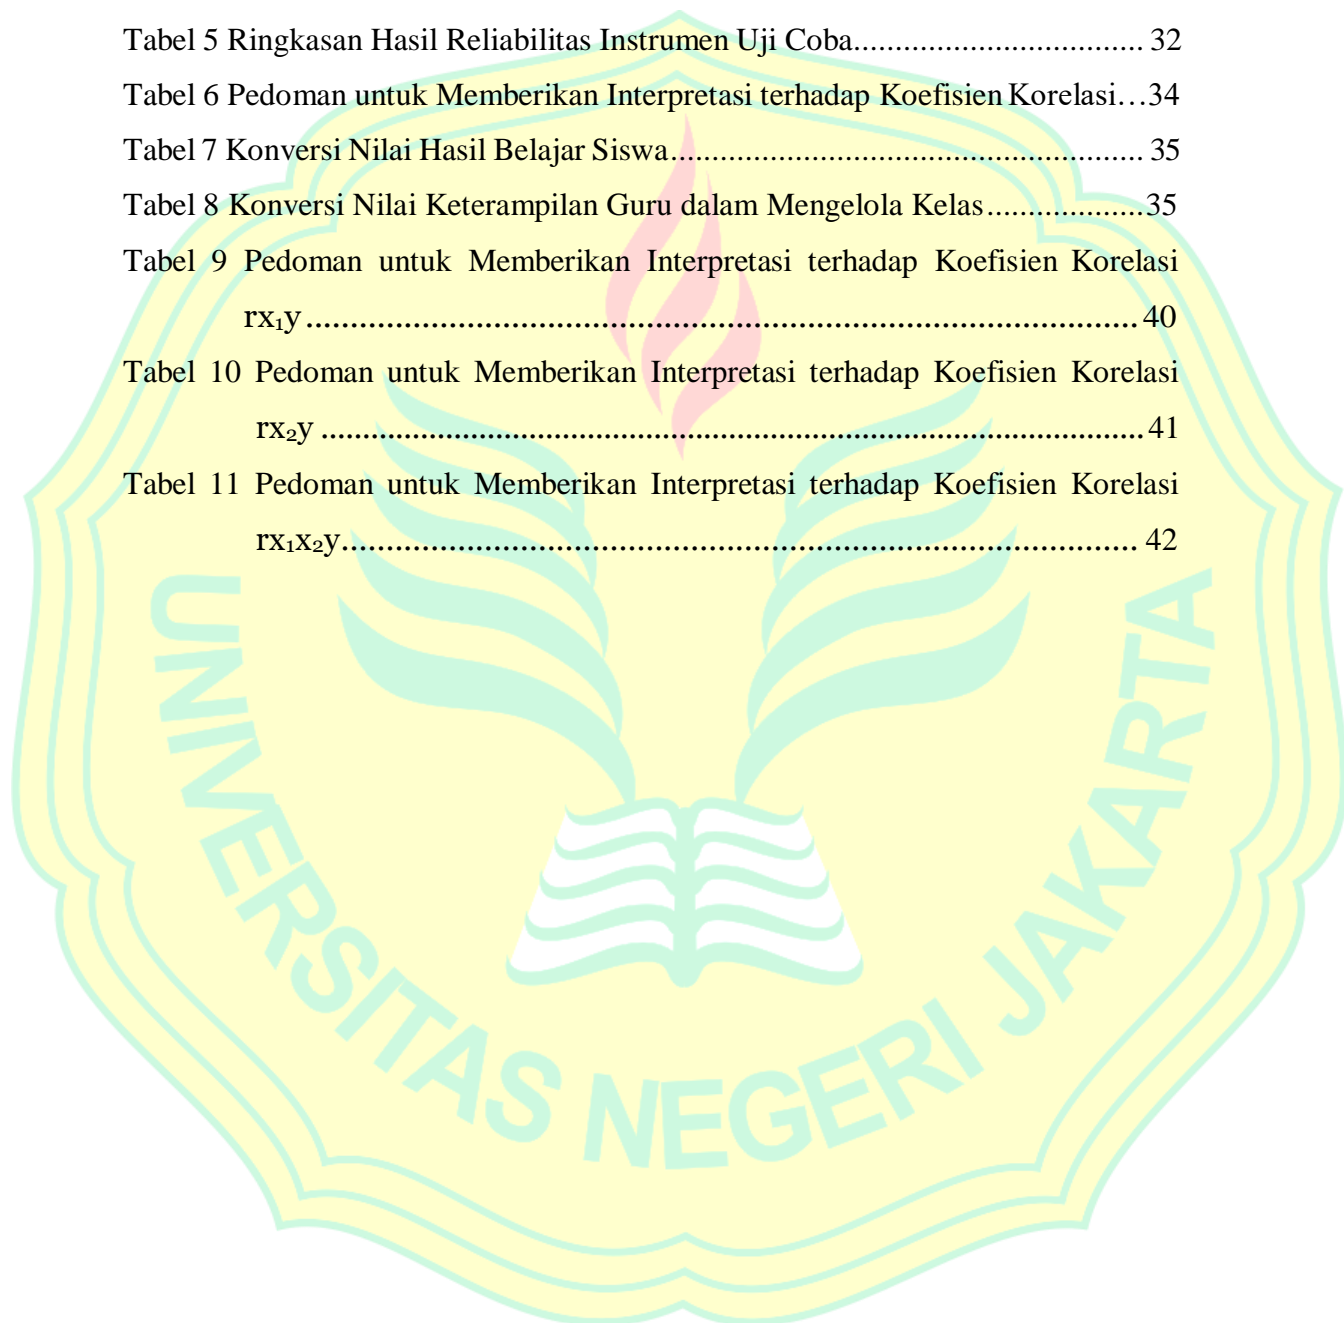 Tabel 5 Ringkasan Hasil Reliabilitas Instrumen Uji Coba.................................. 32
Tabel 6 Pedoman untuk Memberikan Interpretasi terhadap Koefisien Korelasi…34
Tabel 7 Konversi Nilai Hasil Belajar Siswa........................................................ 35
Tabel 8 Konversi Nilai Keterampilan Guru dalam Mengelola Kelas...................35
Tabel 9 Pedoman untuk Memberikan Interpretasi terhadap Koefisien Korelasi
rx₁y.............................................................................................40
Tabel 10 Pedoman untuk Memberikan Interpretasi terhadap Koefisien Korelasi
rx₂y ...........................................................................................41
Tabel 11 Pedoman untuk Memberikan Interpretasi terhadap Koefisien Korelasi
rx₁x₂y......................................................................................... 42
UNIVERSITAS NEGERI JAKARTA